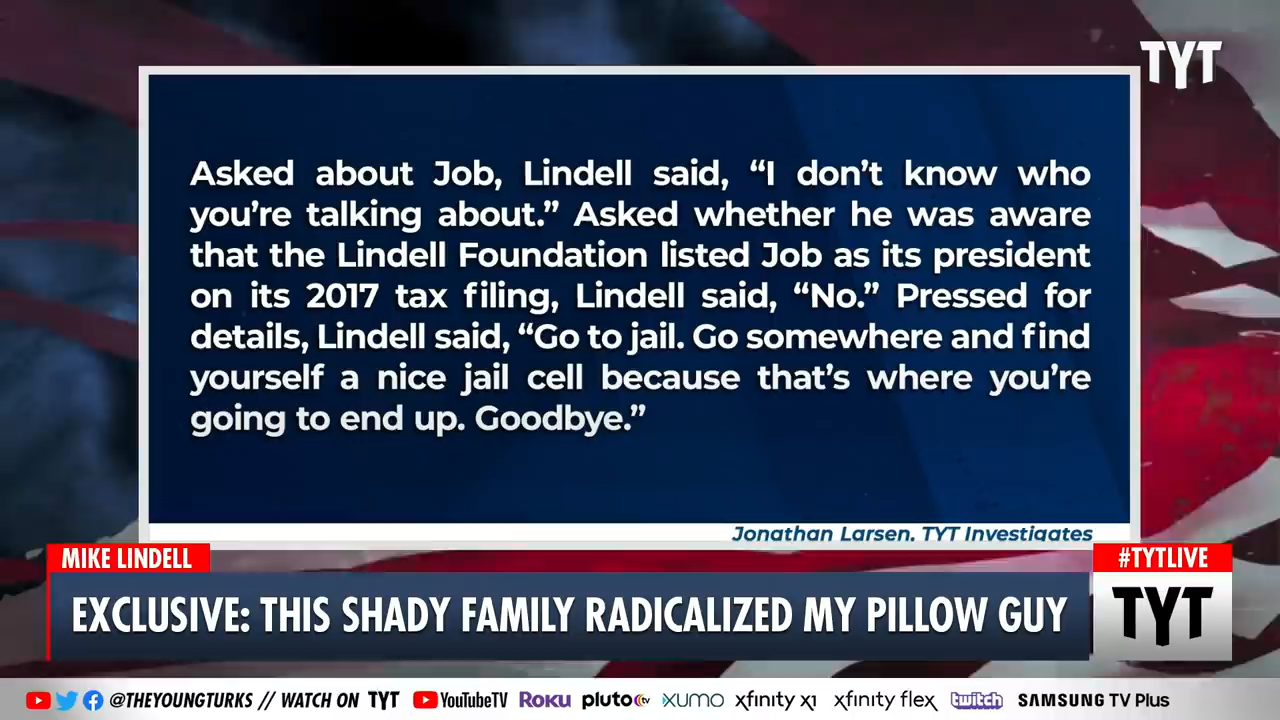 TYT
Asked about Job, Lindell said, “I don’t know who
you’re talking about.” Asked whether he was aware
that the Lindell Foundation listed Job as its president
on its 2017 tax filing, Lindell said, “No.” Pressed for
details, Lindell said, “Go to jail. Go somewhere and find
yourself a nice jail cell because that’s where you’re
going to end up. Goodbye.”
Jonathan Larsen, TYT Investigates
MIKE LINDELL
#TYTLIVE
EXCLUSIVE: THIS SHADY FAMILY RADICALIZED MY PILLOW GUY
TYT
@THEYOUNGTURKS // WATCH ON TYT YouTubeTV ROKU pluto tv XUMO xfinity x1 xfinity flex twitch SAMSUNG TV Plus